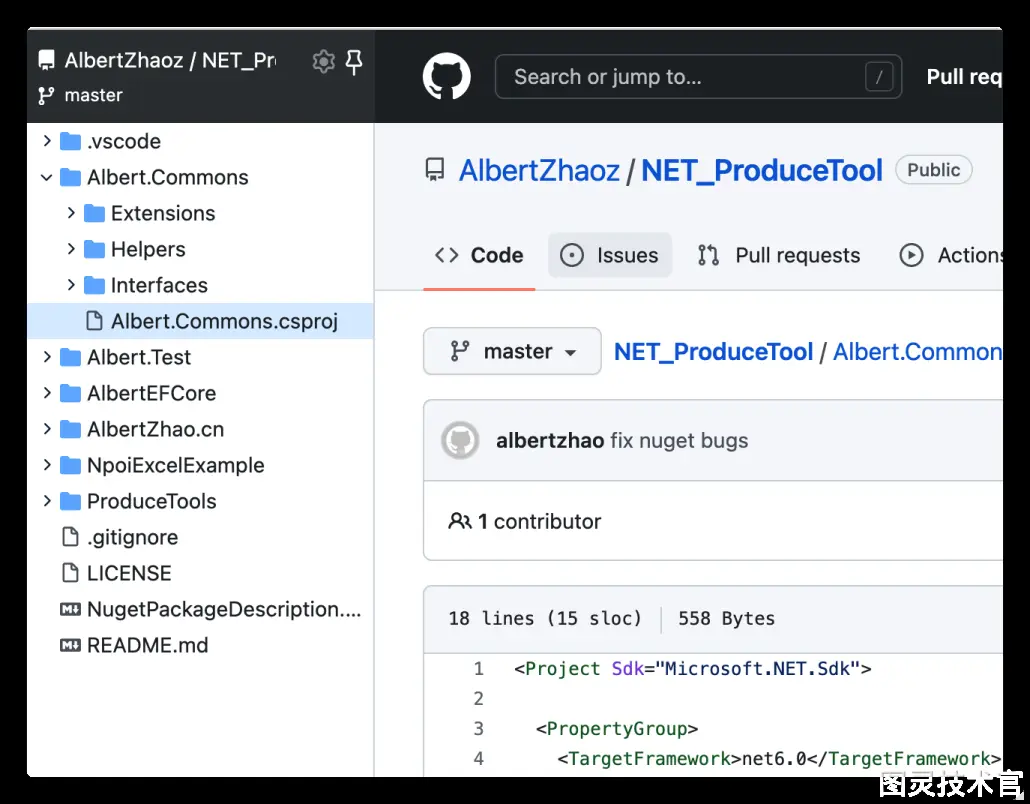 AlbertZhaoz / NET_Pr
master
.vscode
Albert.Commons
Extensions
Helpers
Interfaces
Albert.Commons.csproj
Albert.Test
AlbertEFCore
AlbertZhao.cn
NpoiExcelExample
ProduceTools
.gitignore
LICENSE
NugetPackageDescription....
README.md
Search or jump to... /
Pull req
AlbertZhaoz / NET_ProduceTool Public
Code Issues Pull requests Actions
master NET_ProduceTool / Albert.Common
albertzhao fix nuget bugs
1 contributor
18 lines (15 sloc) 558 Bytes
1 <Project Sdk="Microsoft.NET.Sdk">
2
3 <PropertyGroup>
4 <TargetFramework>net6.0</TargetFramework>
图灵技术官